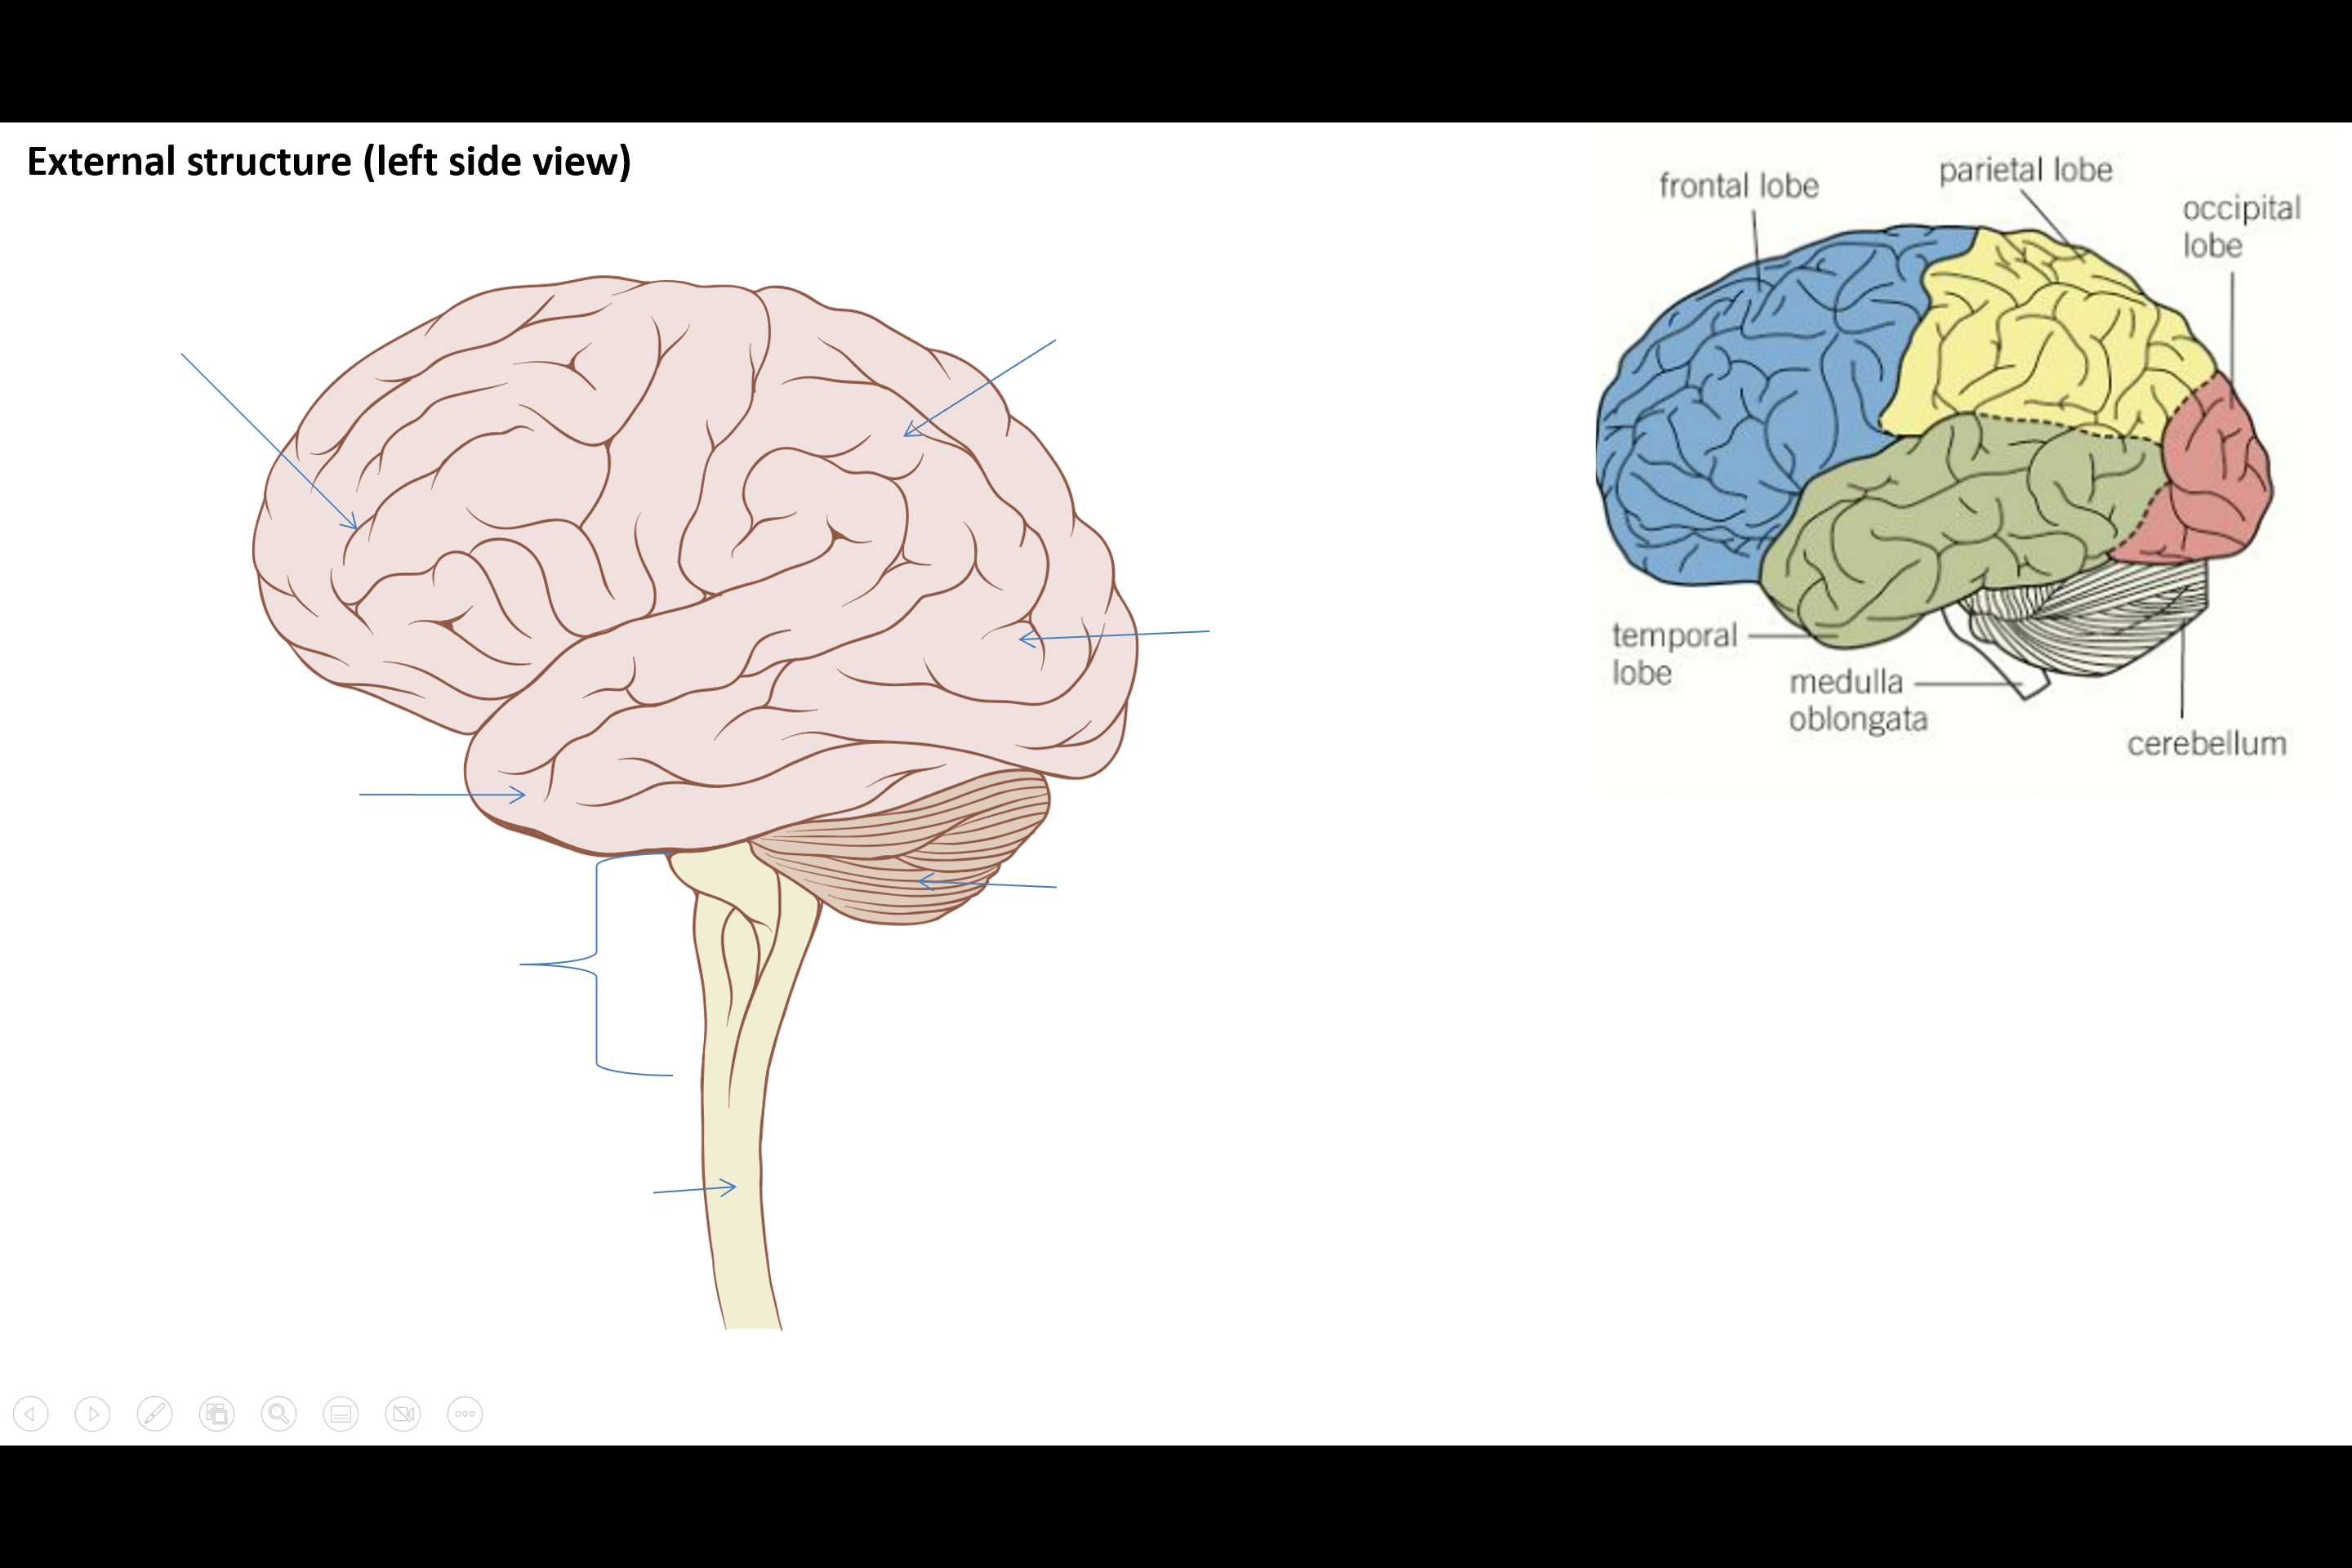 External structure (left side view)
frontal lobe
parietal lobe
occipital
lobe
temporal
lobe
medulla
oblongata
cerebellum